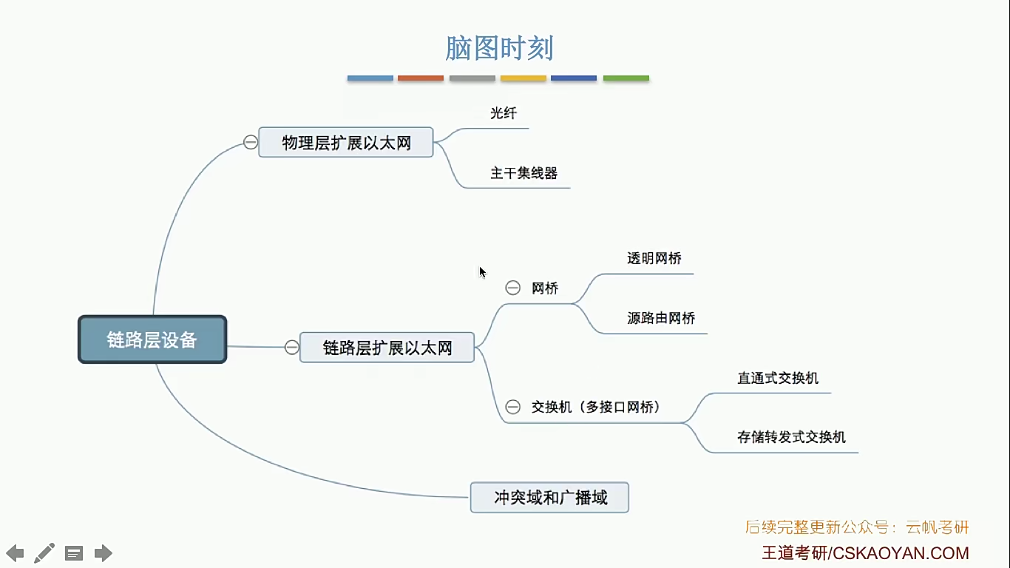 脑图时刻
光纤
物理层扩展以太网
主干集线器
透明网桥
网桥
源路由网桥
链路层设备
链路层扩展以太网
直通式交换机
交换机（多接口网桥）
存储转发式交换机
冲突域和广播域
后续完整更新公众号：云帆考研
王道考研/CSKAOYAN.COM